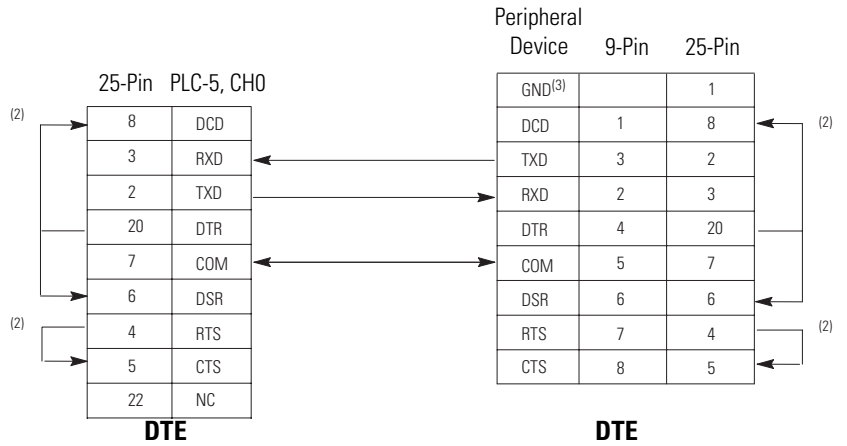 Peripheral
Device 9-Pin 25-Pin
25-Pin PLC-5, CH0
GND(3) 1
(2) 8 DCD
DCD 1 8 (2)
3 RXD
TXD 3 2
2 TXD
RXD 2 3
20 DTR
DTR 4 20
7 COM
COM 5 7
6 DSR
DSR 6 6
(2) 4 RTS
RTS 7 4 (2)
5 CTS
CTS 8 5
22 NC
DTE
DTE